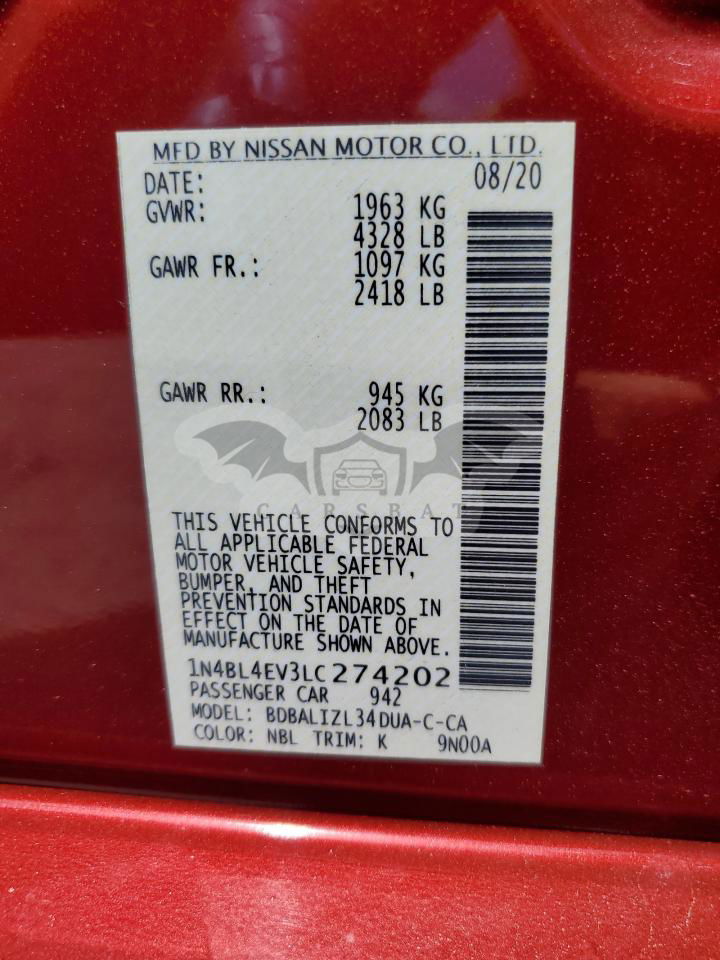 MFD BY NISSAN MOTOR CO., LTD.
DATE: 08/20
GVWR: 1963 KG
4328 LB
GAWR FR.: 1097 KG
2418 LB
GAWR RR.: 945 KG
2083 LB
CARSBAT
THIS VEHICLE CONFORMS TO
ALL APPLICABLE FEDERAL
MOTOR VEHICLE SAFETY,
BUMPER, AND THEFT
PREVENTION STANDARDS IN
EFFECT ON THE DATE OF
MANUFACTURE SHOWN ABOVE.
1N4BL4EV3LC274202
PASSENGER CAR 942
MODEL: BDBALIZL34DUA-C-CA
COLOR: NBL TRIM: K 9N00A